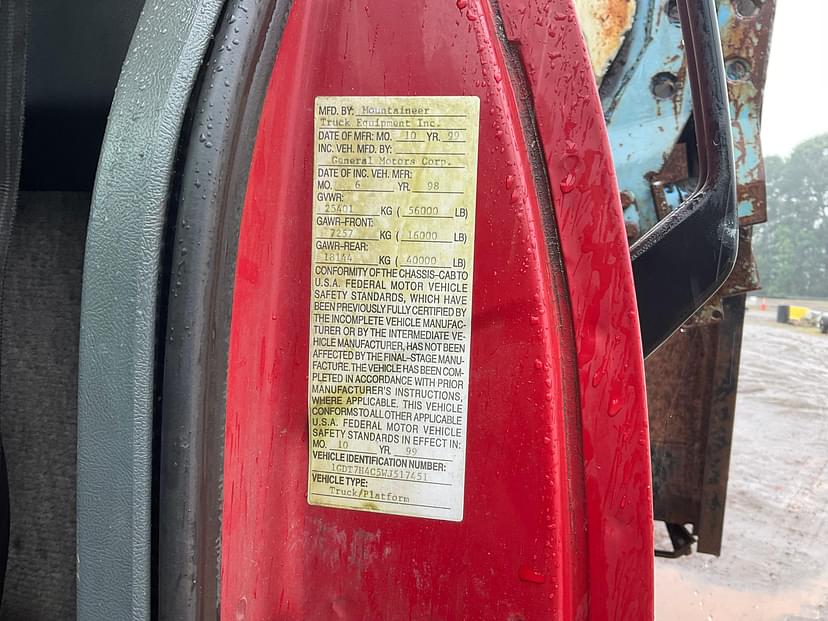 MFD. BY: Mountaineer
Truck Equipment Inc.
DATE OF MFR: MO. 10 YR. 99
INC. VEH. MFD. BY:
General Motors Corp.
DATE OF INC. VEH. MFR:
MO. 6 YR. 98
GVWR:
25401 KG ( 56000 LB)
GAWR-FRONT:
7257 KG ( 16000 LB)
GAWR-REAR:
18144 KG ( 40000 LB)
CONFORMITY OF THE CHASSIS-CAB TO
U.S.A. FEDERAL MOTOR VEHICLE
SAFETY STANDARDS, WHICH HAVE
BEEN PREVIOUSLY FULLY CERTIFIED BY
THE INCOMPLETE VEHICLE MANUFAC-
TURER OR BY THE INTERMEDIATE VE-
HICLE MANUFACTURER, HAS NOT BEEN
AFFECTED BY THE FINAL-STAGE MANU-
FACTURE. THE VEHICLE HAS BEEN COM-
PLETED IN ACCORDANCE WITH PRIOR
MANUFACTURER'S INSTRUCTIONS,
WHERE APPLICABLE. THIS VEHICLE
CONFORMS TO ALL OTHER APPLICABLE
U.S.A. FEDERAL MOTOR VEHICLE
SAFETY STANDARDS IN EFFECT IN:
MO. 10 YR. 99
VEHICLE IDENTIFICATION NUMBER:
1GDT7H4C5WJ517451
VEHICLE TYPE:
Truck/Platform